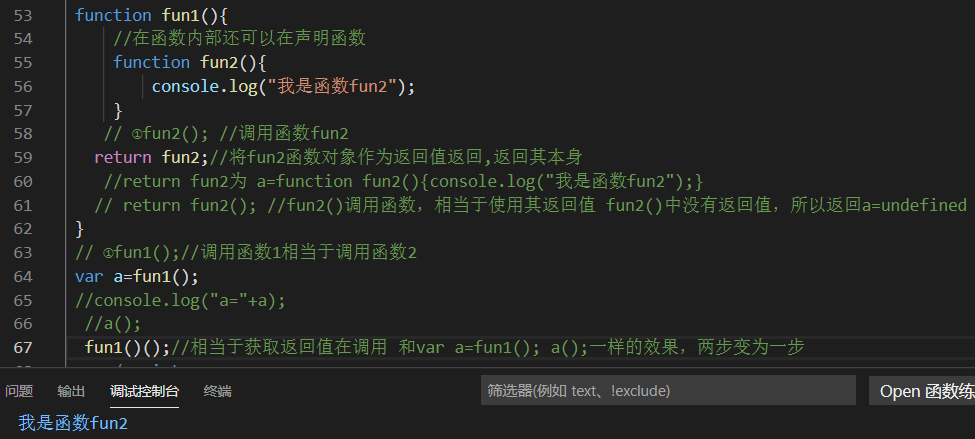 53 function fun1(){
54 //在函数内部还可以在声明函数
55 function fun2(){
56 console.log("我是函数fun2");
57 }
58 // ①fun2(); //调用函数fun2
59 return fun2;//将fun2函数对象作为返回值返回,返回其本身
60 //return fun2为 a=function fun2(){console.log("我是函数fun2");}
61 // return fun2(); //fun2()调用函数，相当于使用其返回值 fun2()中没有返回值，所以返回a=undefined
62 }
63 // ①fun1();//调用函数1相当于调用函数2
64 var a=fun1();
65 //console.log("a="+a);
66 //a();
67 fun1()();//相当于获取返回值在调用 和var a=fun1(); a();一样的效果，两步变为一步
问题 输出 调试控制台 终端 筛选器(例如 text、!exclude) Open 函数练
我是函数fun2